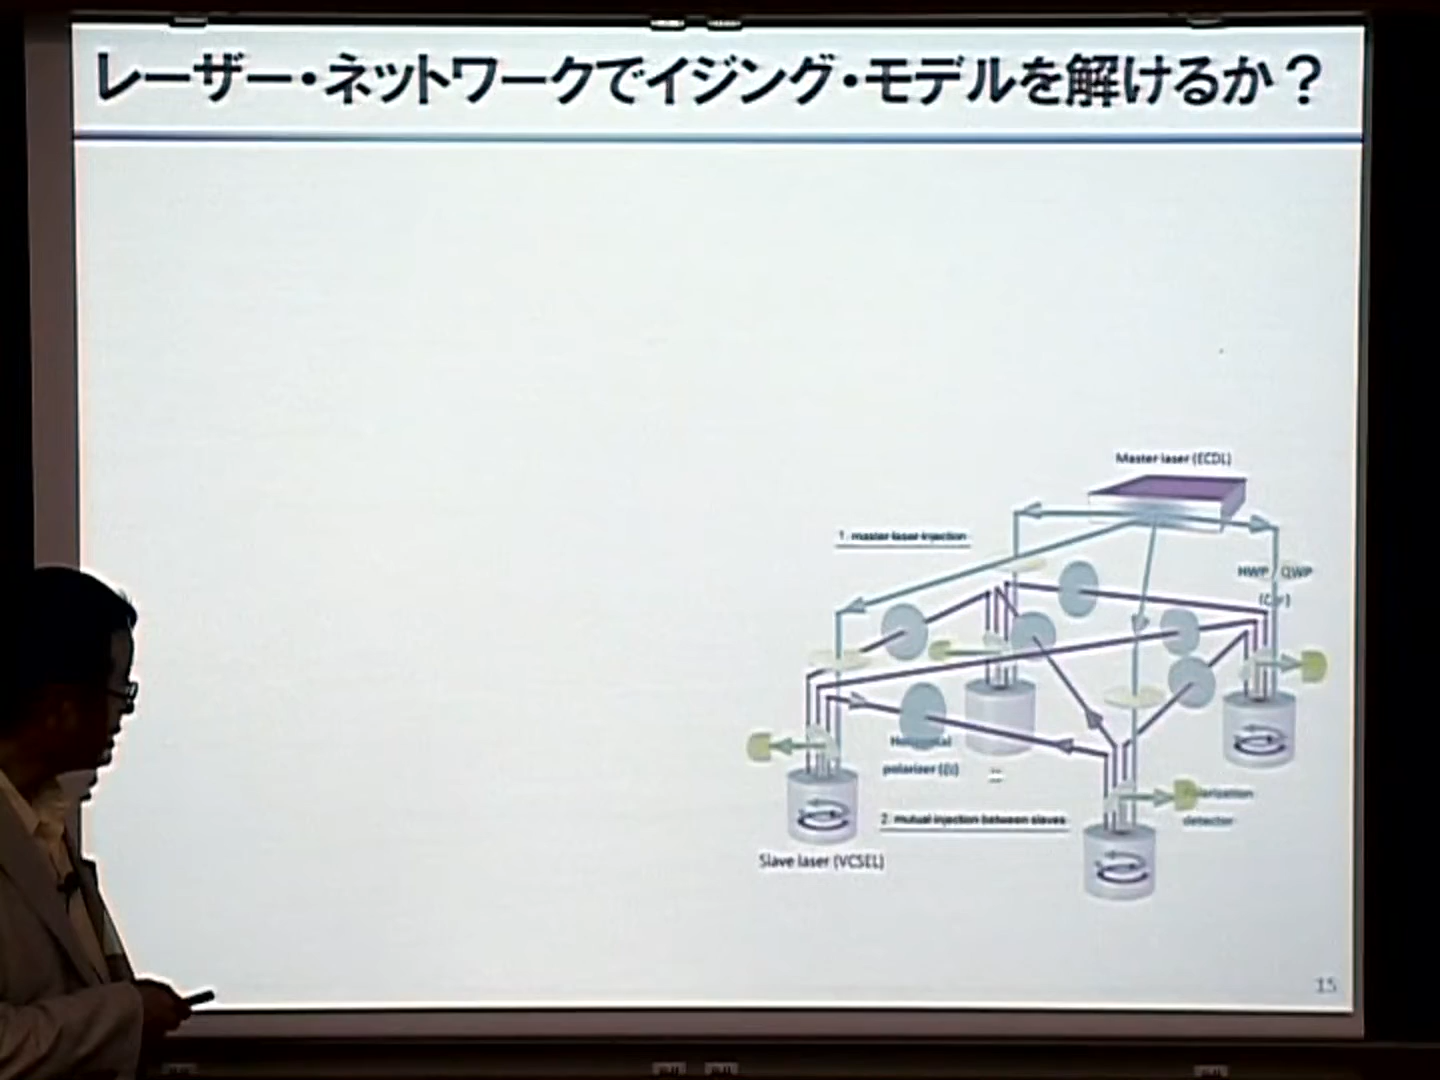 レーザー・ネットワークでイジング・モデルを解けるか？
Master laser (ECDL)
1. master laser injection
HWP QWP
Horizontal
polarizer
Polarization
detector
2. mutual injection between slaves
Slave laser (VCSEL)
15